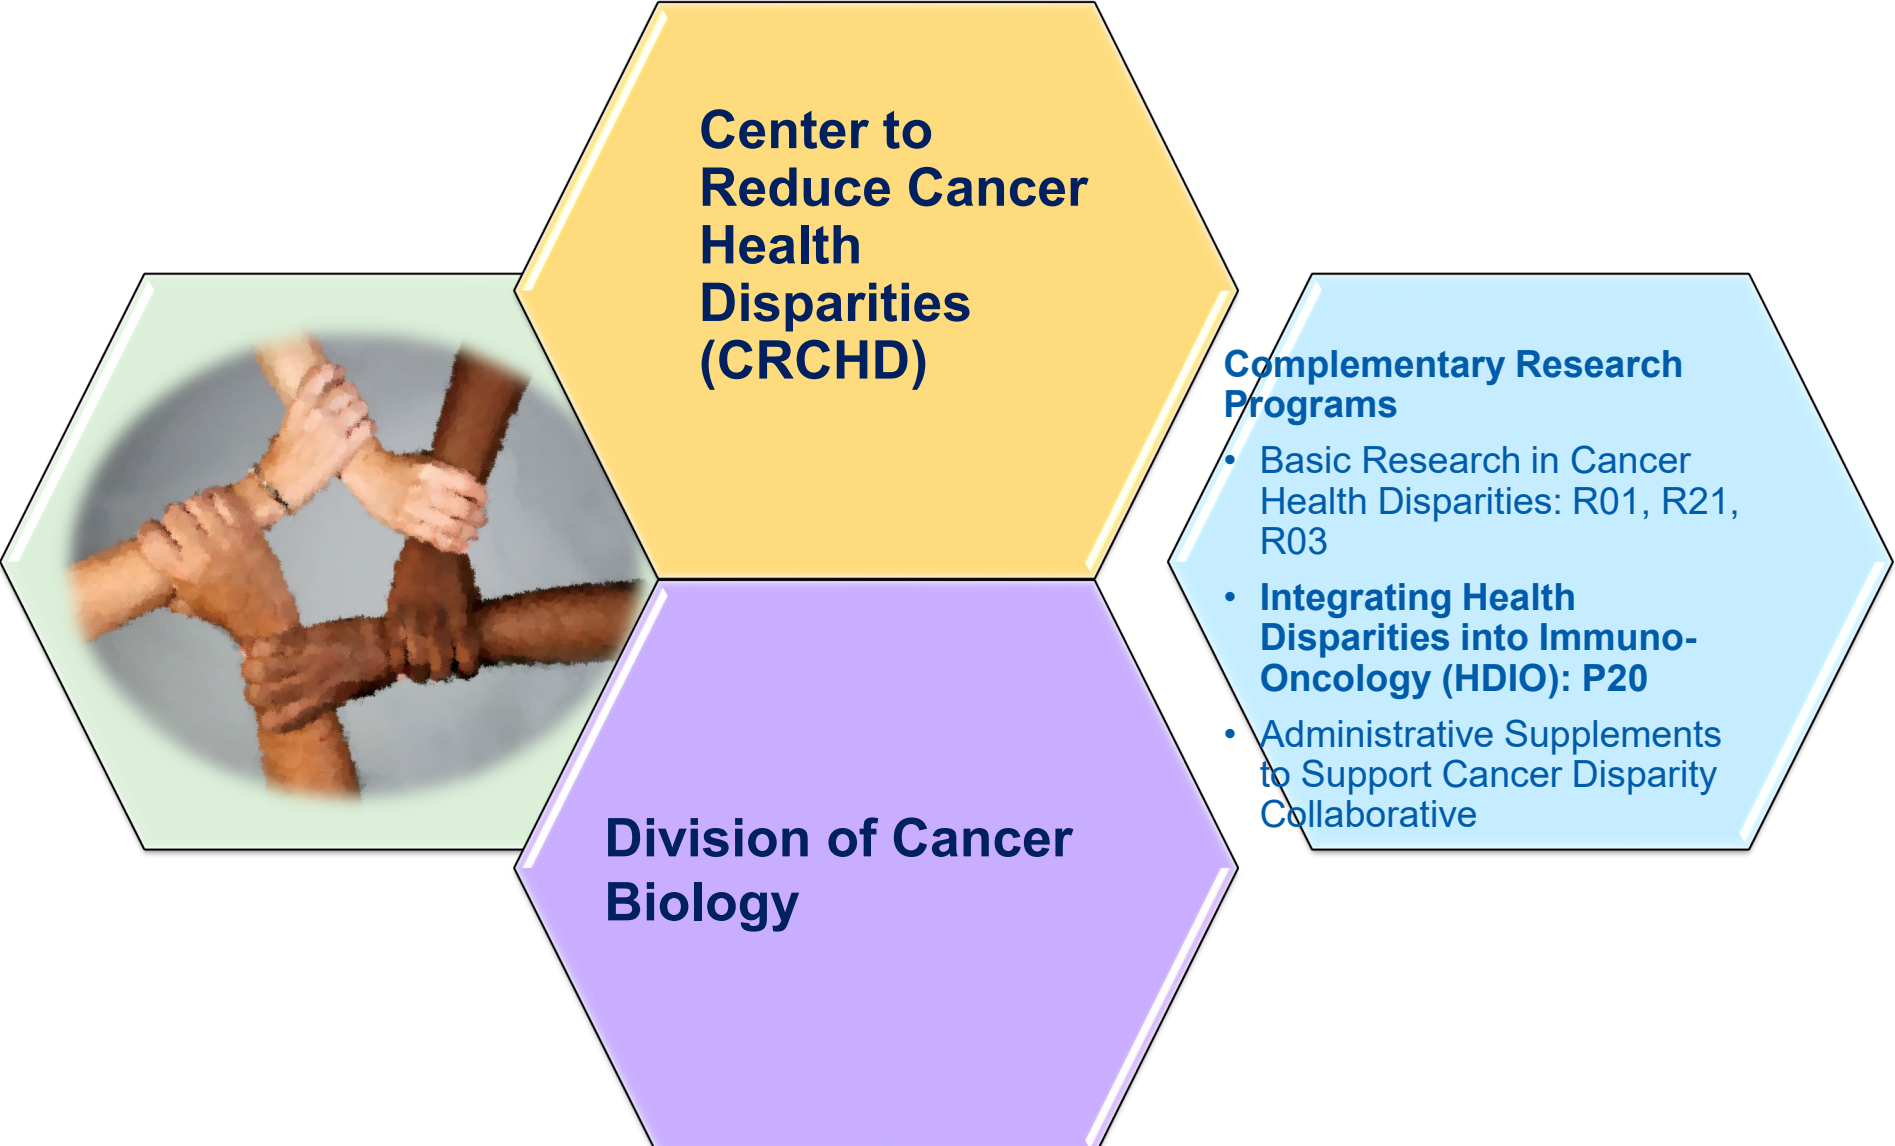 Center to
Reduce Cancer
Health
Disparities
(CRCHD)
Division of Cancer
Biology
Complementary Research
Programs
• Basic Research in Cancer
Health Disparities: R01, R21,
R03
• Integrating Health
Disparities into Immuno-
Oncology (HDIO): P20
• Administrative Supplements
to Support Cancer Disparity
Collaborative